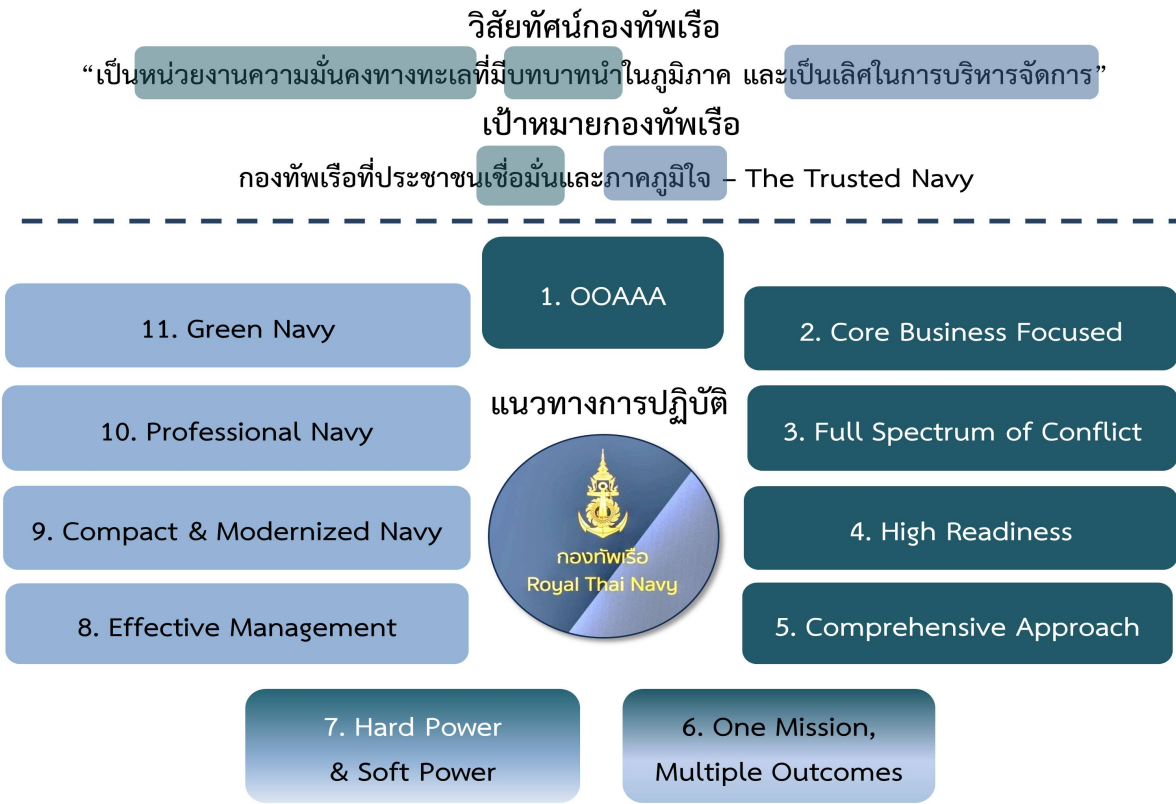 วิสัยทัศน์กองทัพเรือ
“เป็นหน่วยงานความมั่นคงทางทะเลที่มีบทบาทนำในภูมิภาค และเป็นเลิศในการบริหารจัดการ”
เป้าหมายกองทัพเรือ
กองทัพเรือที่ประชาชนเชื่อมั่นและภาคภูมิใจ – The Trusted Navy
1. OOAAA
2. Core Business Focused
3. Full Spectrum of Conflict
4. High Readiness
5. Comprehensive Approach
6. One Mission,
Multiple Outcomes
7. Hard Power
& Soft Power
8. Effective Management
9. Compact & Modernized Navy
10. Professional Navy
11. Green Navy
แนวทางการปฏิบัติ
กองทัพเรือ
Royal Thai Navy